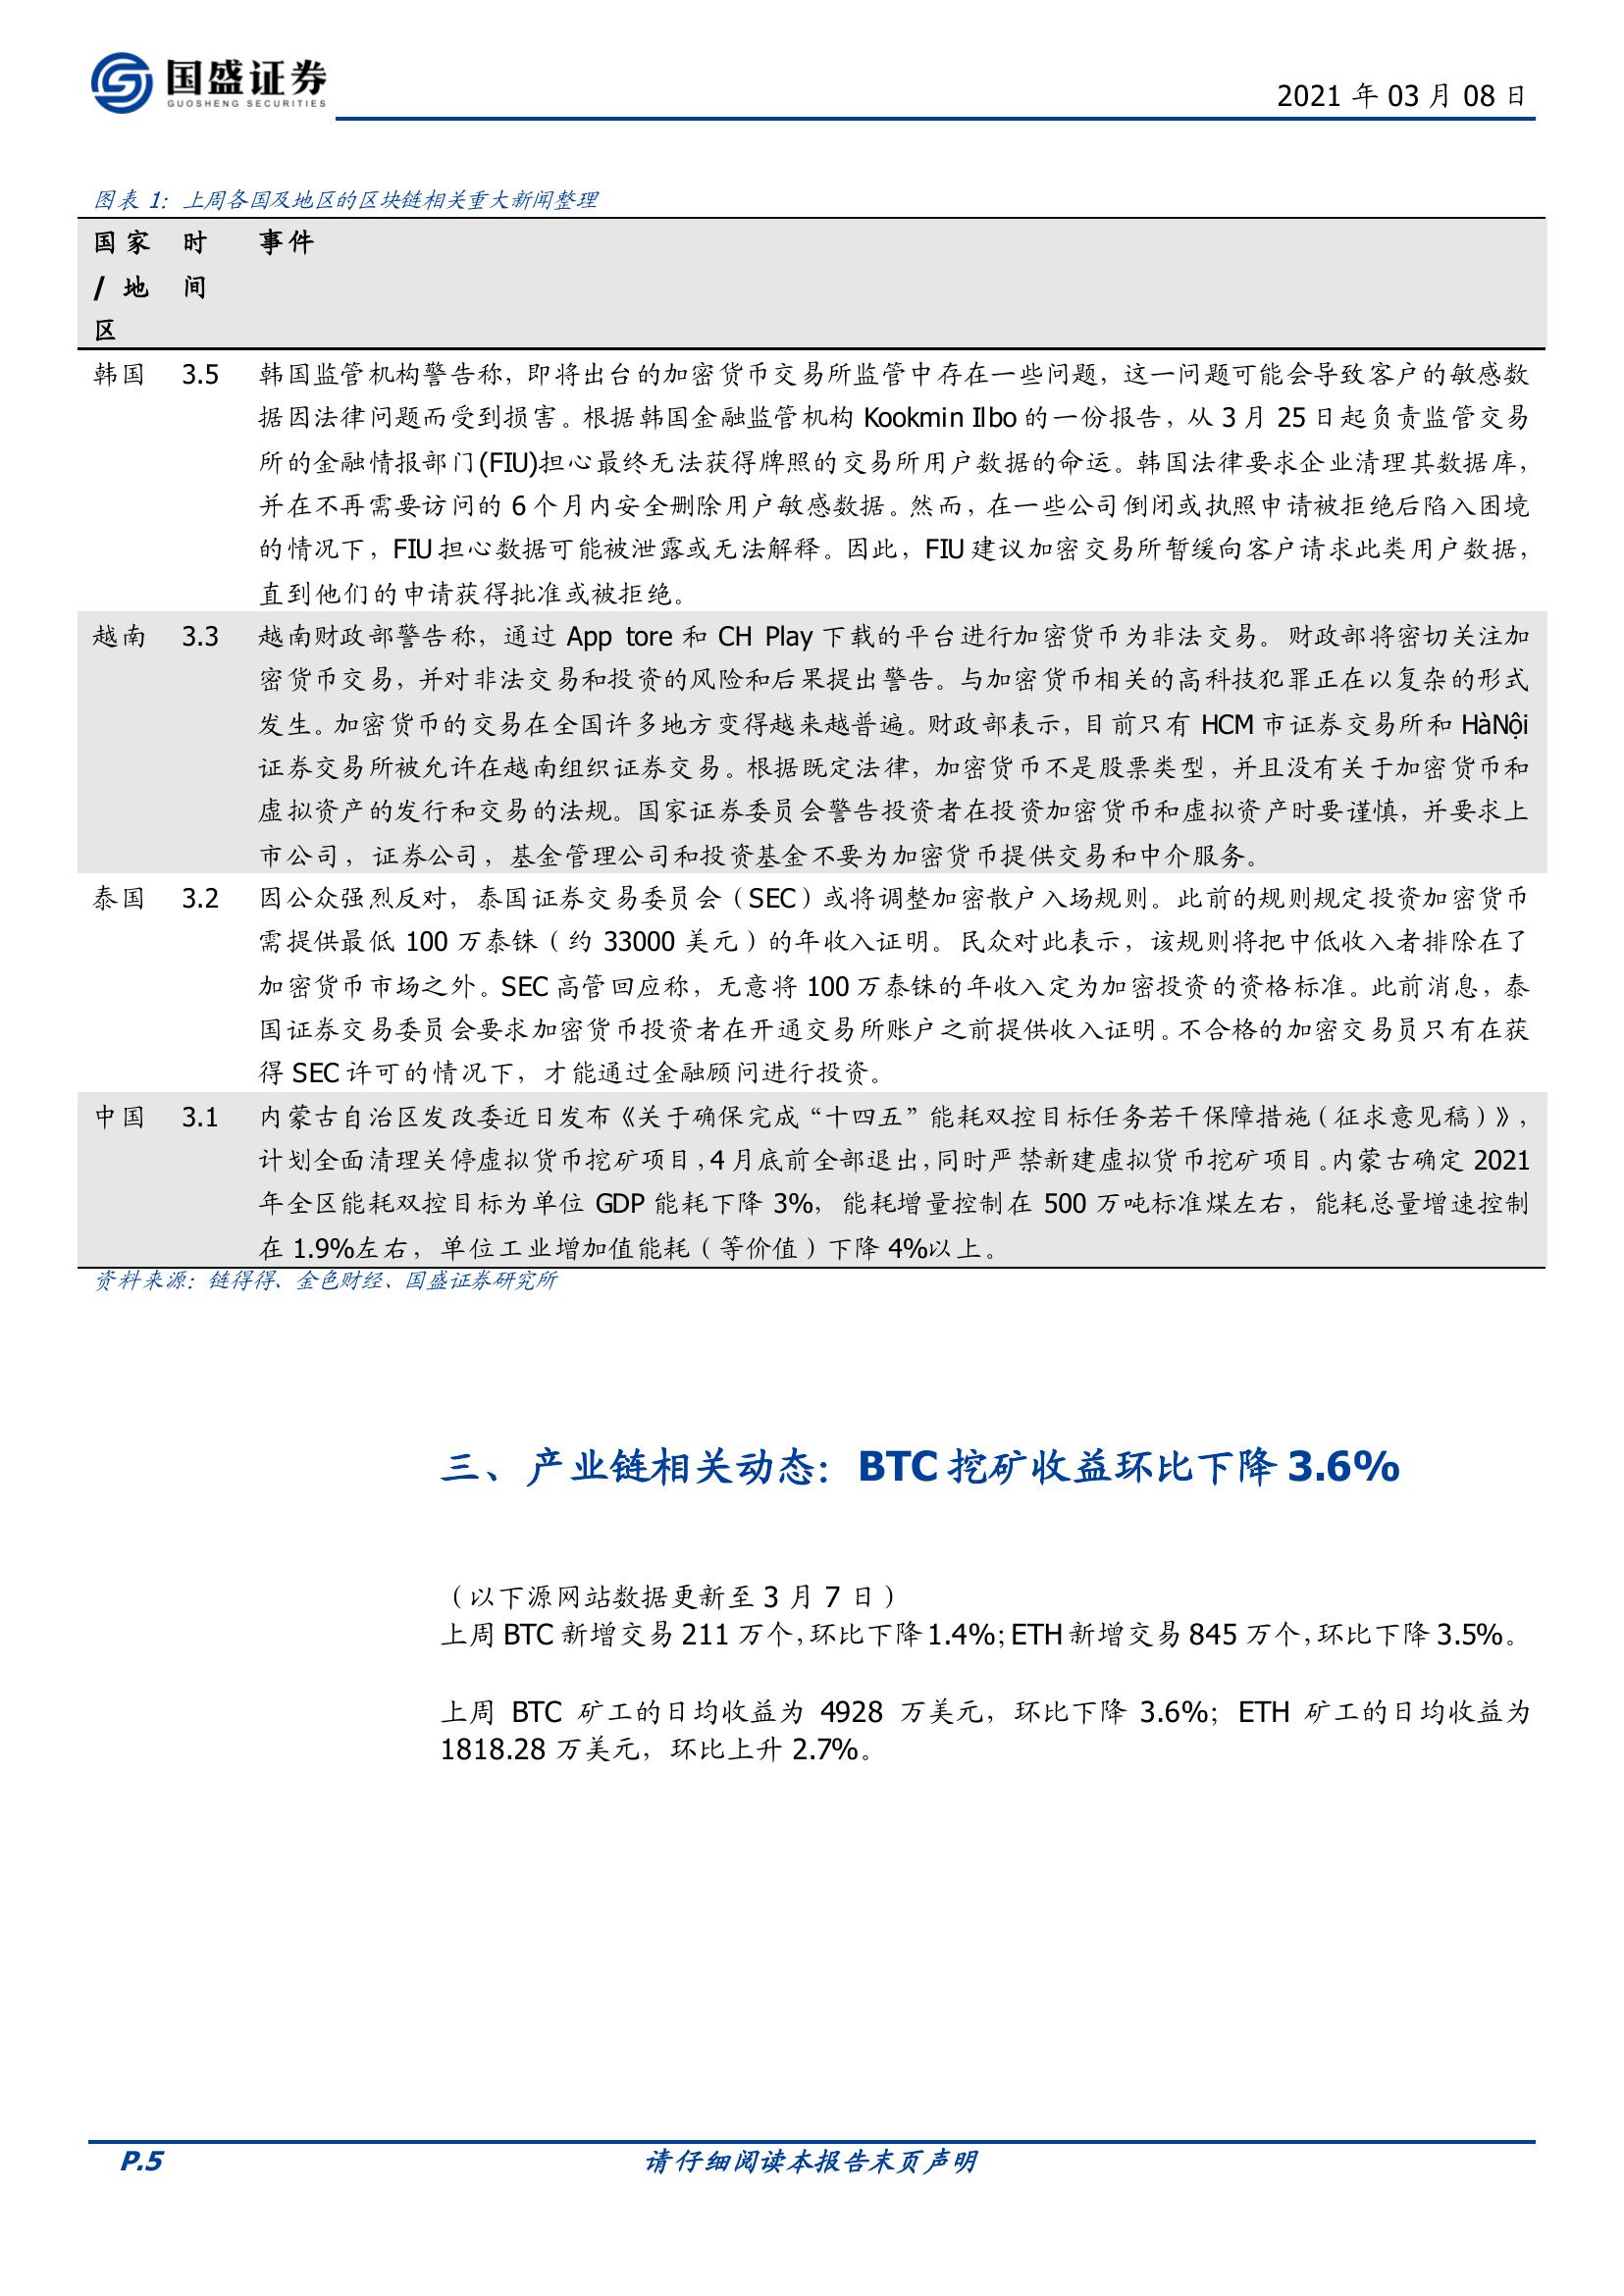 国盛证券
GUOSHENG SECURITIES
2021 年 03 月 08 日
图表 1：上周各国及地区的区块链相关重大新闻整理
国家 时 事件
/ 地 间
区
韩国 3.5 韩国监管机构警告称，即将出台的加密货币交易所监管中存在一些问题，这一问题可能会导致客户的敏感数
据因法律问题而受到损害。根据韩国金融监管机构 Kookmin Ilbo 的一份报告，从 3 月 25 日起负责监管交易
所的金融情报部门(FIU)担心最终无法获得牌照的交易所用户数据的命运。韩国法律要求企业清理其数据库，
并在不再需要访问的 6 个月内安全删除用户敏感数据。然而，在一些公司倒闭或执照申请被拒绝后陷入困境
的情况下，FIU 担心数据可能被泄露或无法解释。因此，FIU 建议加密交易所暂缓向客户请求此类用户数据，
直到他们的申请获得批准或被拒绝。
越南 3.3 越南财政部警告称，通过 App tore 和 CH Play 下载的平台进行加密货币为非法交易。财政部将密切关注加
密货币交易，并对非法交易和投资的风险和后果提出警告。与加密货币相关的高科技犯罪正在以复杂的形式
发生。加密货币的交易在全国许多地方变得越来越普遍。财政部表示，目前只有 HCM 市证券交易所和 HàNội
证券交易所被允许在越南组织证券交易。根据既定法律，加密货币不是股票类型，并且没有关于加密货币和
虚拟资产的发行和交易的法规。国家证券委员会警告投资者在投资加密货币和虚拟资产时要谨慎，并要求上
市公司，证券公司，基金管理公司和投资基金不要为加密货币提供交易和中介服务。
泰国 3.2 因公众强烈反对，泰国证券交易委员会（SEC）或将调整加密散户入场规则。此前的规则规定投资加密货币
需提供最低 100 万泰铢（约 33000 美元）的年收入证明。民众对此表示，该规则将把中低收入者排除在了
加密货币市场之外。SEC 高管回应称，无意将 100 万泰铢的年收入定为加密投资的资格标准。此前消息，泰
国证券交易委员会要求加密货币投资者在开通交易所账户之前提供收入证明。不合格的加密交易员只有在获
得 SEC 许可的情况下，才能通过金融顾问进行投资。
中国 3.1 内蒙古自治区发改委近日发布《关于确保完成“十四五”能耗双控目标任务若干保障措施（征求意见稿）》，
计划全面清理关停虚拟货币挖矿项目，4 月底前全部退出，同时严禁新建虚拟货币挖矿项目。内蒙古确定 2021
年全区能耗双控目标为单位 GDP 能耗下降 3%，能耗增量控制在 500 万吨标准煤左右，能耗总量增速控制
在 1.9%左右，单位工业增加值能耗（等价值）下降 4%以上。
资料来源：链得得、金色财经、国盛证券研究所
三、产业链相关动态：BTC 挖矿收益环比下降 3.6%
（以下源网站数据更新至 3 月 7 日）
上周 BTC 新增交易 211 万个，环比下降 1.4%；ETH 新增交易 845 万个，环比下降 3.5%。
上周 BTC 矿工的日均收益为 4928 万美元，环比下降 3.6%；ETH 矿工的日均收益为
1818.28 万美元，环比上升 2.7%。
P.5 请仔细阅读本报告末页声明